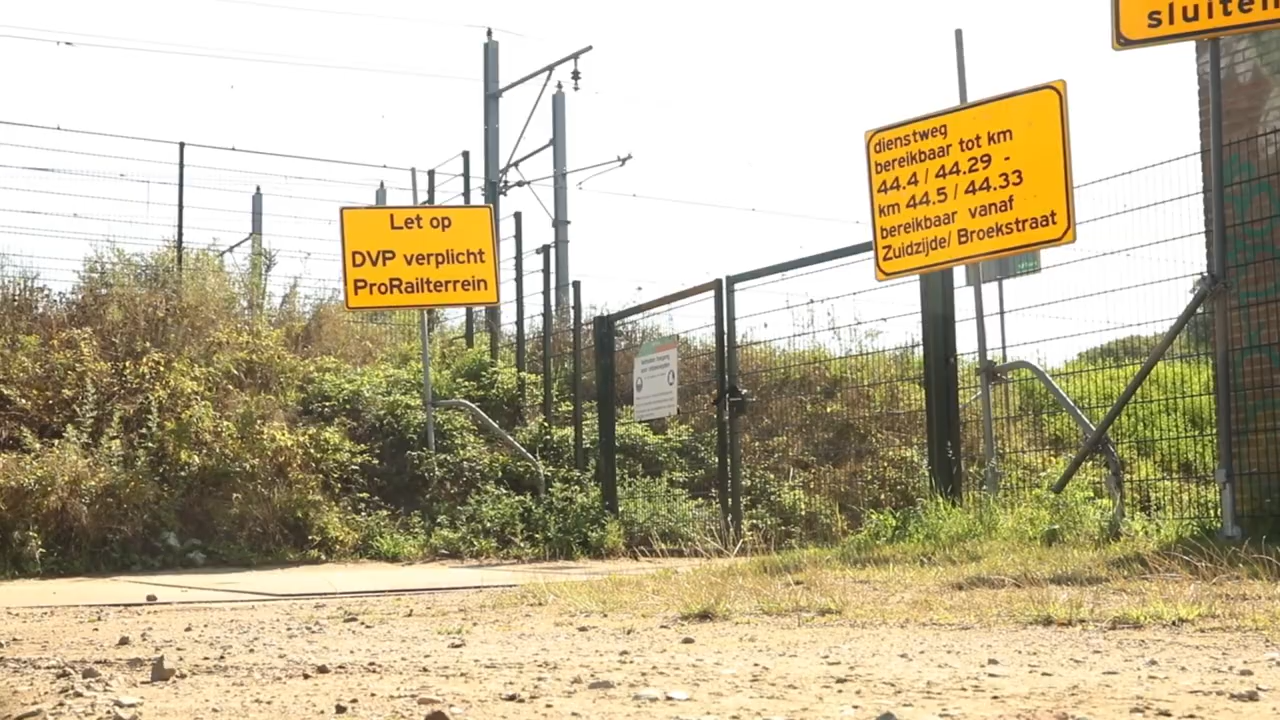 sluiten
dienstweg
bereikbaar tot km
44.4 / 44.29 -
km 44.5 / 44.33
bereikbaar vanaf
Zuidzijde/ Broekstraat
Let op
DVP verplicht
ProRailterrein